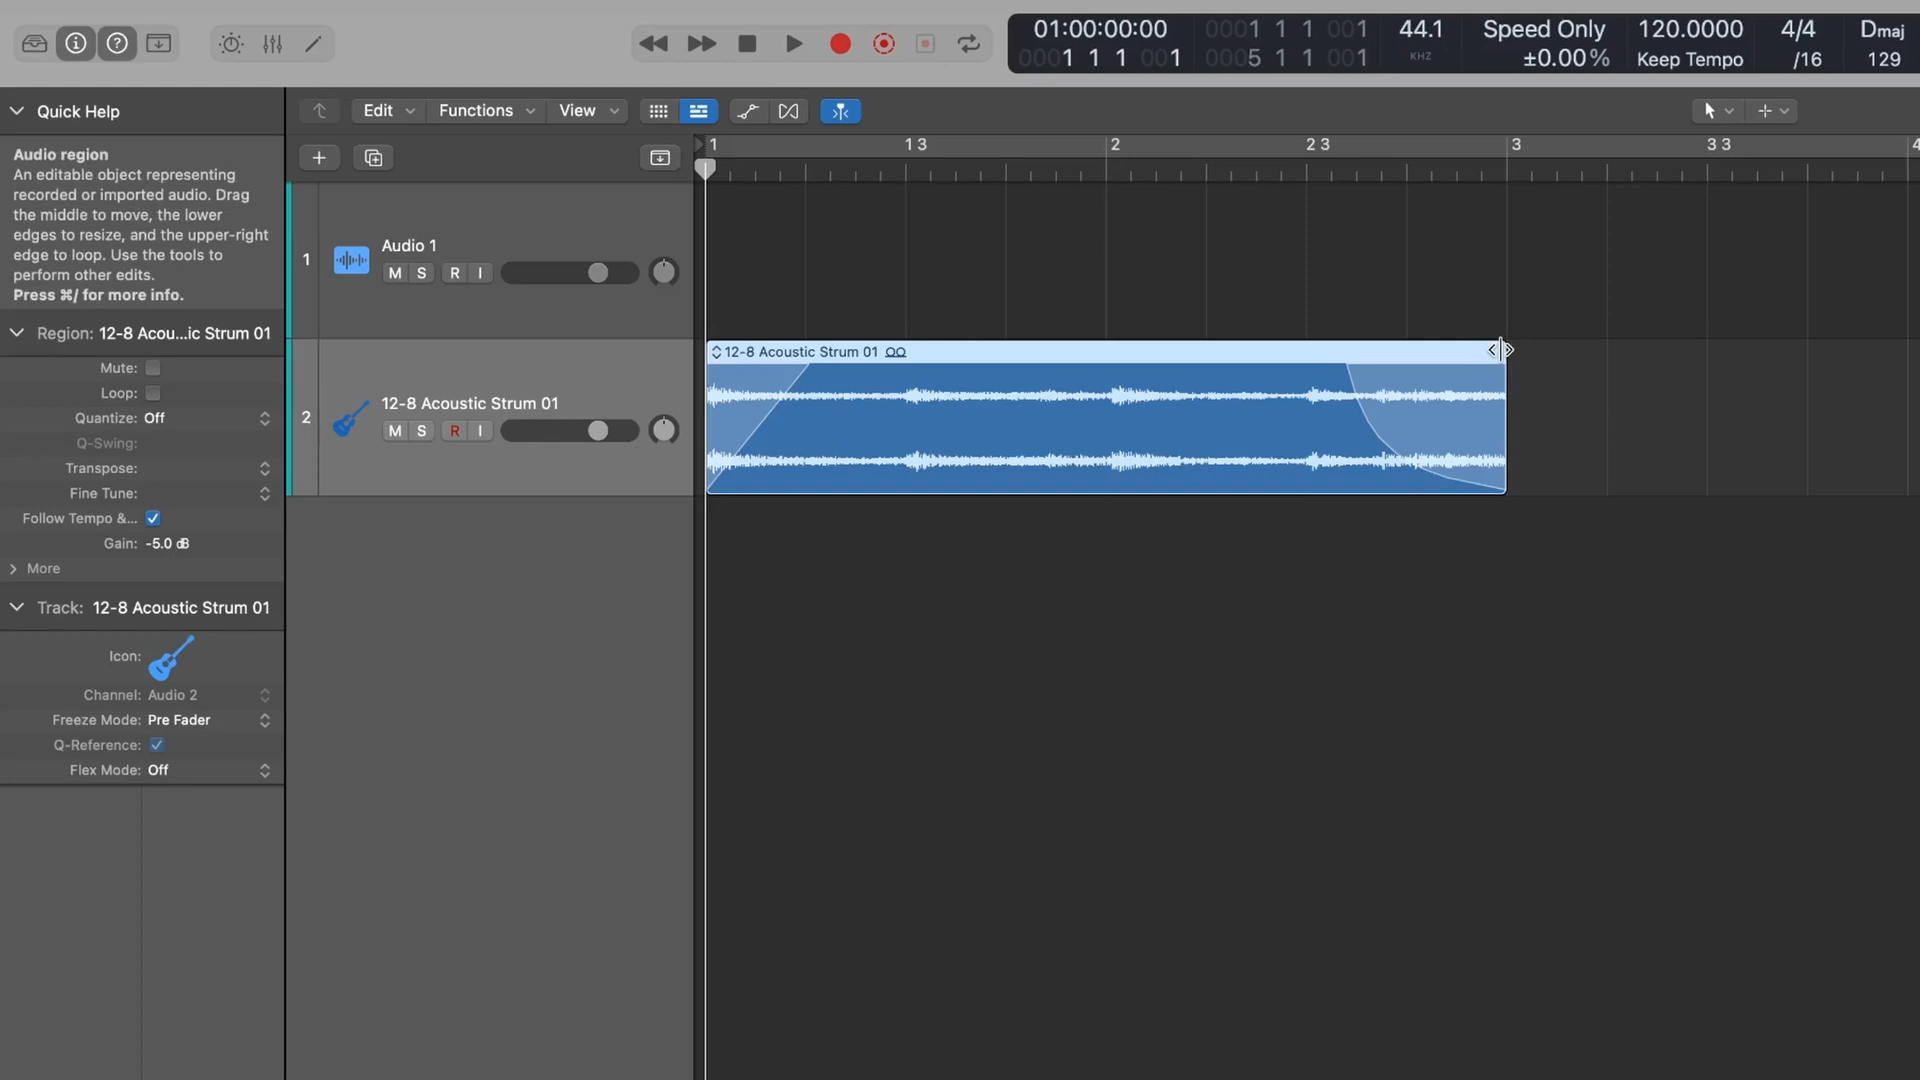 01:00:00:00
0001 1 1 001
0001 1 1 001
0005 1 1 001
44.1
KHZ
Speed Only
±0.00%
120.0000
Keep Tempo
4/4
/16
Dmaj
129
Quick Help
Audio region
An editable object representing
recorded or imported audio. Drag
the middle to move, the lower
edges to resize, and the upper-right
edge to loop. Use the tools to
perform other edits.
Press ⌘/ for more info.
Region: 12-8 Acou...ic Strum 01
Mute:
Loop:
Quantize: Off
Q-Swing:
Transpose:
Fine Tune:
Follow Tempo &...
Gain: -5.0 dB
More
Track: 12-8 Acoustic Strum 01
Icon:
Channel: Audio 2
Freeze Mode: Pre Fader
Q-Reference:
Flex Mode: Off
Edit Functions View
1 1 3 2 2 3 3 3 3 4
1 Audio 1
M S R I
2 12-8 Acoustic Strum 01
M S R I
12-8 Acoustic Strum 01